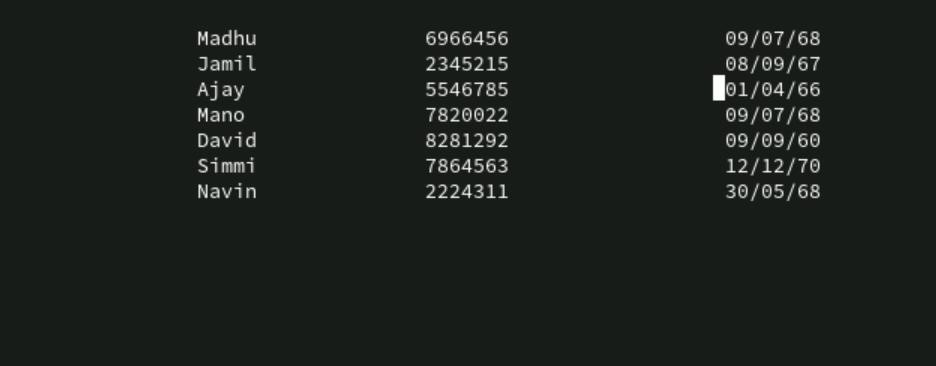 Madhu 6966456 09/07/68
Jamil 2345215 08/09/67
Ajay 5546785 01/04/66
Mano 7820022 09/07/68
David 8281292 09/09/60
Simmi 7864563 12/12/70
Navin 2224311 30/05/68